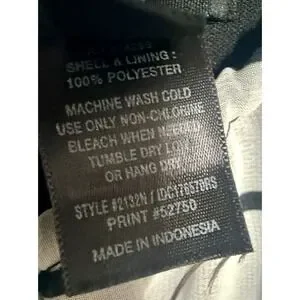 SHELL & LINING :
100% POLYESTER
MACHINE WASH COLD
USE ONLY NON-CHLORINE
BLEACH WHEN NEEDED
TUMBLE DRY LOW
OR HANG DRY
STYLE #2132N /
PRINT #52750
MADE IN INDONESIA